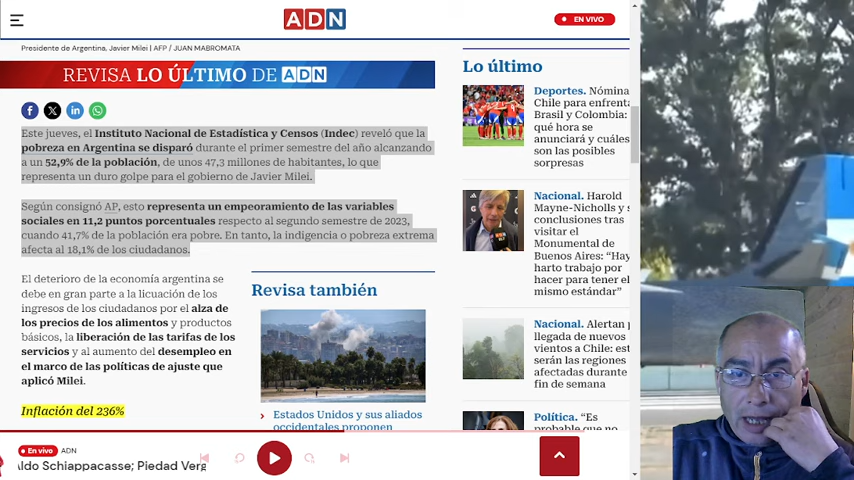 ADN
EN VIVO
Presidente de Argentina, Javier Milei | AFP / JUAN MABROMATA
REVISA LO ÚLTIMO DE ADN
Este jueves, el Instituto Nacional de Estadística y Censos (Indec) reveló que la
pobreza en Argentina se disparó durante el primer semestre del año alcanzando
a un 52,9% de la población, de unos 47,3 millones de habitantes, lo que
representa un duro golpe para el gobierno de Javier Milei.
Según consignó AP, esto representa un empeoramiento de las variables
sociales en 11,2 puntos porcentuales respecto al segundo semestre de 2023,
cuando 41,7% de la población era pobre. En tanto, la indigencia o pobreza extrema
afecta al 18,1% de los ciudadanos.
El deterioro de la economía argentina se
debe en gran parte a la licuación de los
ingresos de los ciudadanos por el alza
de los precios de los alimentos y productos
básicos, la liberación de las tarifas de los
servicios y al aumento del desempleo en
el marco de las políticas de ajuste que
aplicó Milei.
Inflación del 236%
Revisa también
Estados Unidos y sus aliados
occidentales proponen
Lo último
Deportes. Nómina
Chile para enfrenta
Brasil y Colombia:
qué hora se
anunciará y cuáles
son las posibles
sorpresas
Nacional. Harold
Mayne-Nicholls y s
conclusiones tras
visitar el
Monumental de
Buenos Aires: “Hay
harto trabajo por
hacer para tener el
mismo estándar”
Nacional. Alertan p
llegada de nuevos
vientos a Chile: est
serán las regiones
afectadas durante
fin de semana
Política. “Es
probable que no
En vivo
ADN
Aldo Schiappacasse; Piedad Verg